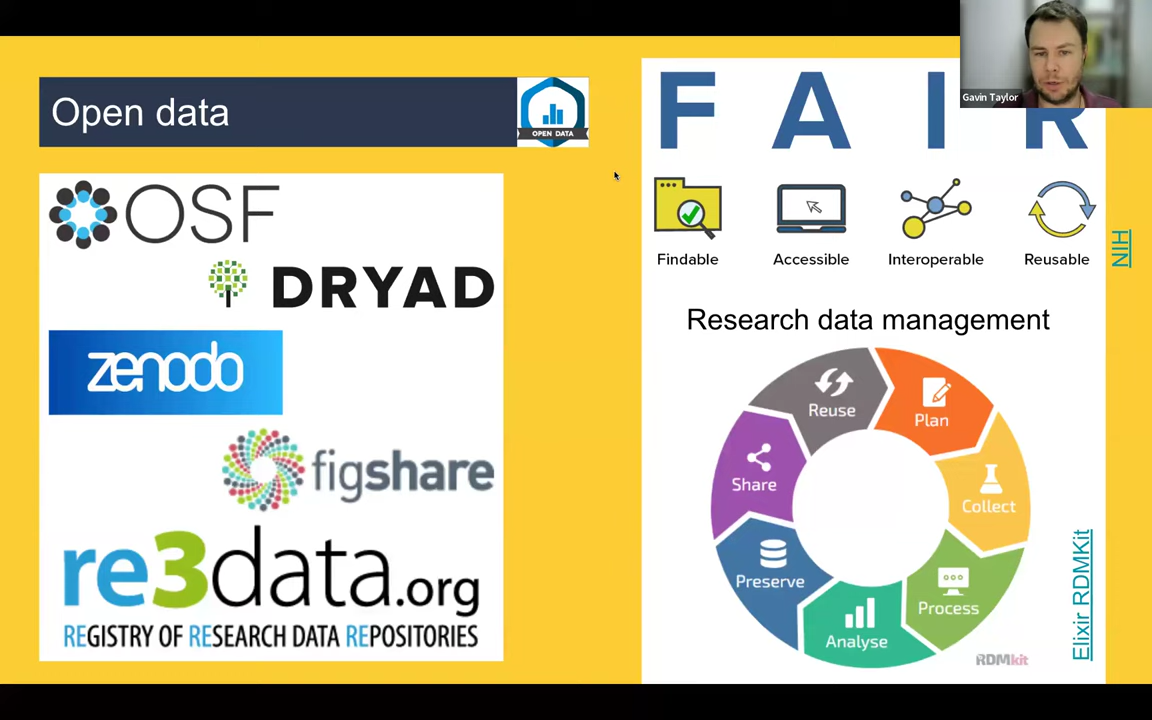 Open data
OPEN DATA
OSF
DRYAD
zenodo
figshare
re3data.org
REGISTRY OF RESEARCH DATA REPOSITORIES
F A I R
Gavin Taylor
Findable Accessible Interoperable Reusable
NIH
Research data management
Reuse
Plan
Share
Collect
Preserve
Process
Analyse
RDMkit
Elixir RDMKit